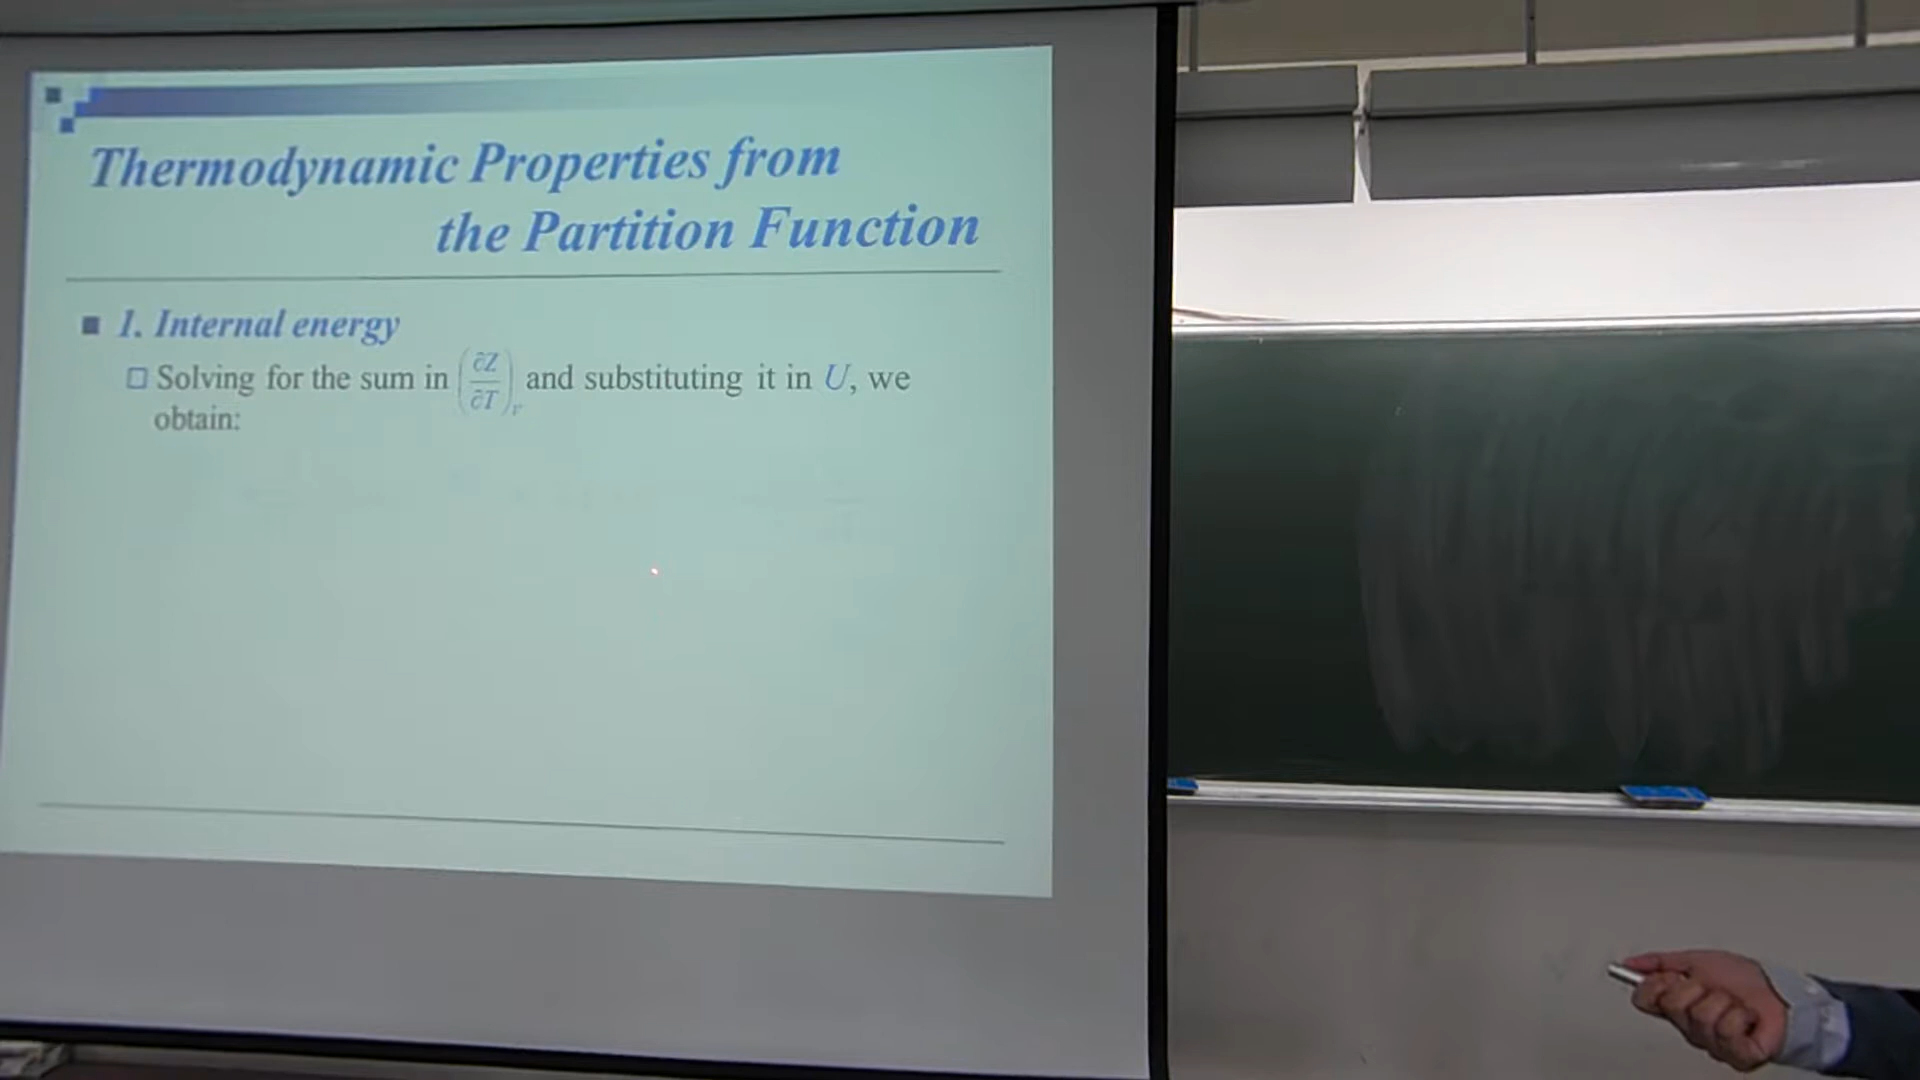 Thermodynamic Properties from
the Partition Function
1. Internal energy
Solving for the sum in (∂Z/∂T)_V and substituting it in U, we
obtain: